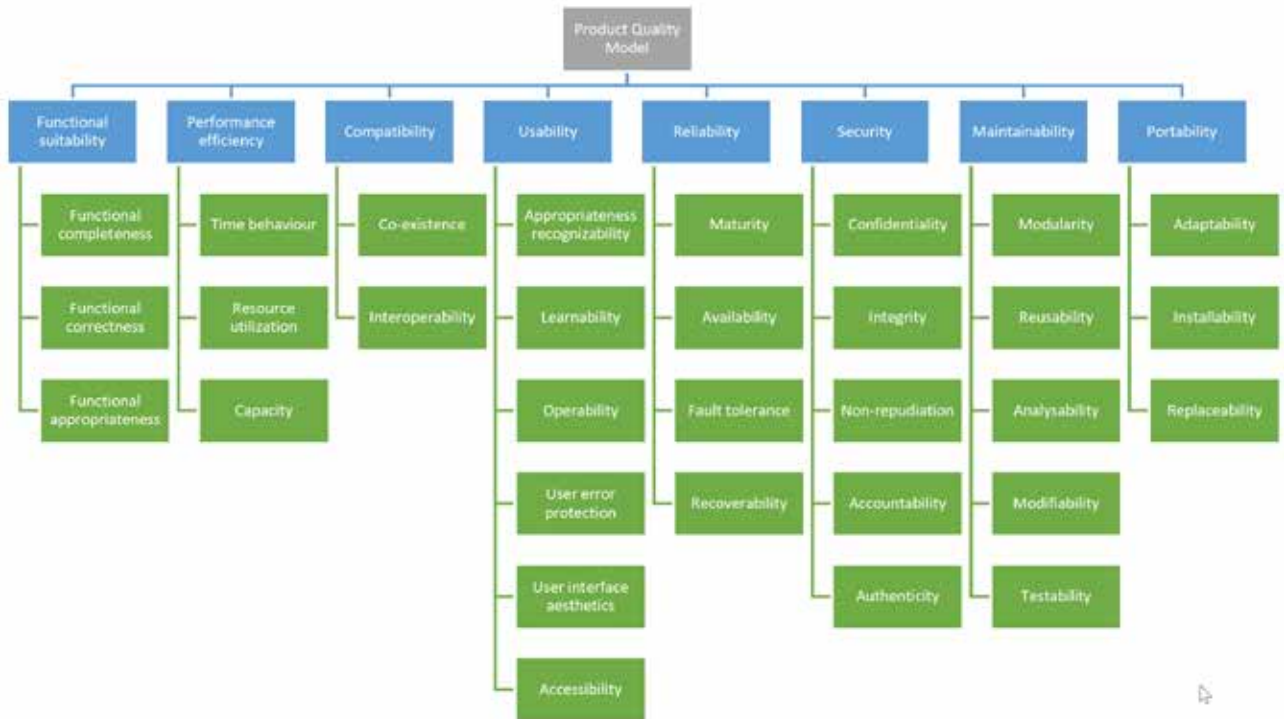 Product Quality
Model
Functional
suitability
Performance
efficiency
Compatibility
Usability
Reliability
Security
Maintainability
Portability
Functional
completeness
Time behaviour
Co-existence
Appropriateness
recognizability
Maturity
Confidentiality
Modularity
Adaptability
Functional
correctness
Resource
utilization
Interoperability
Learnability
Availability
Integrity
Reusability
Installability
Functional
appropriateness
Capacity
Operability
Fault tolerance
Non-repudiation
Analysability
Replaceability
User error
protection
Recoverability
Accountability
Modifiability
User interface
aesthetics
Authenticity
Testability
Accessibility